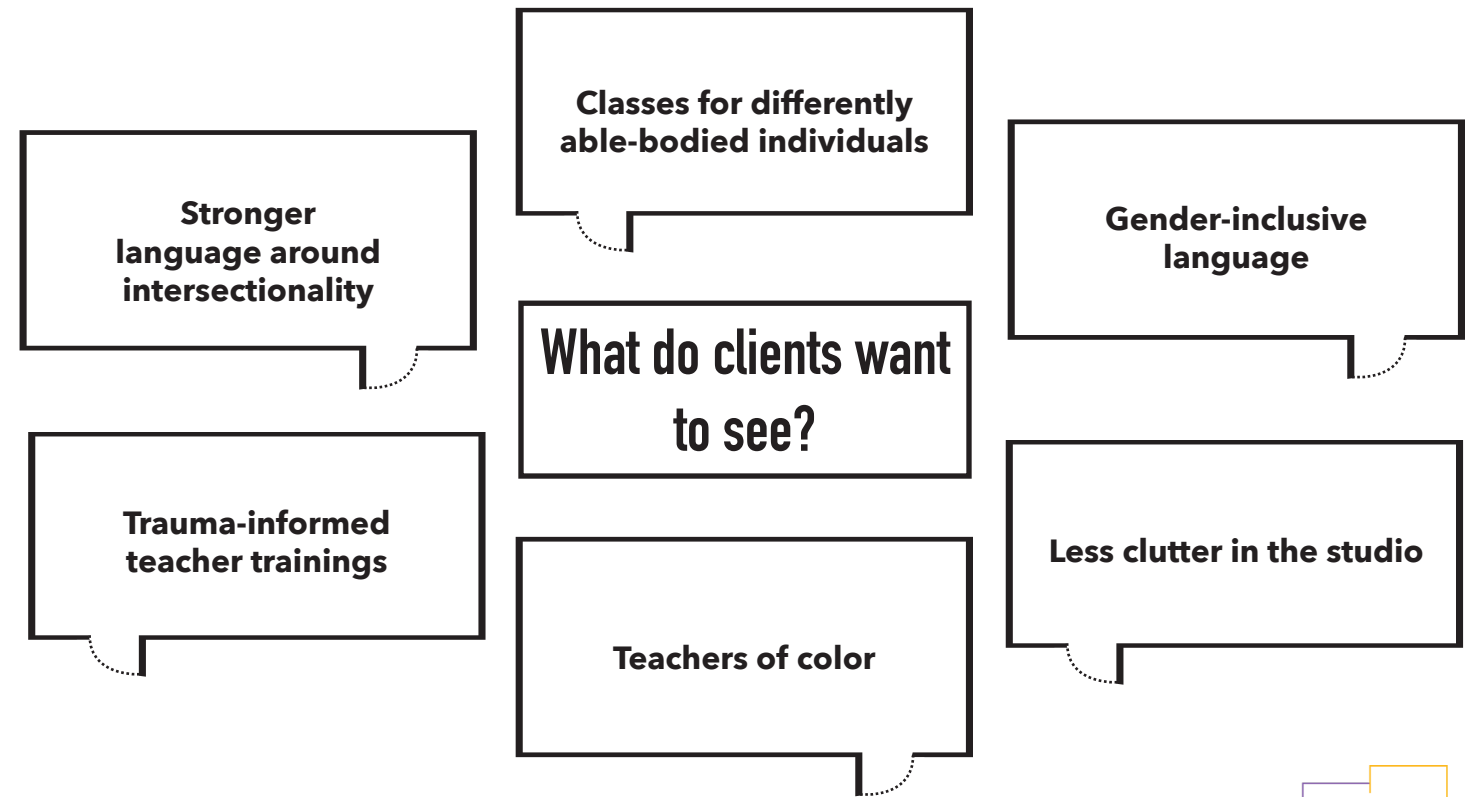 Classes for differently
able-bodied individuals
Stronger
language around
intersectionality
Gender-inclusive
language
What do clients want
to see?
Trauma-informed
teacher trainings
Less clutter in the studio
Teachers of color